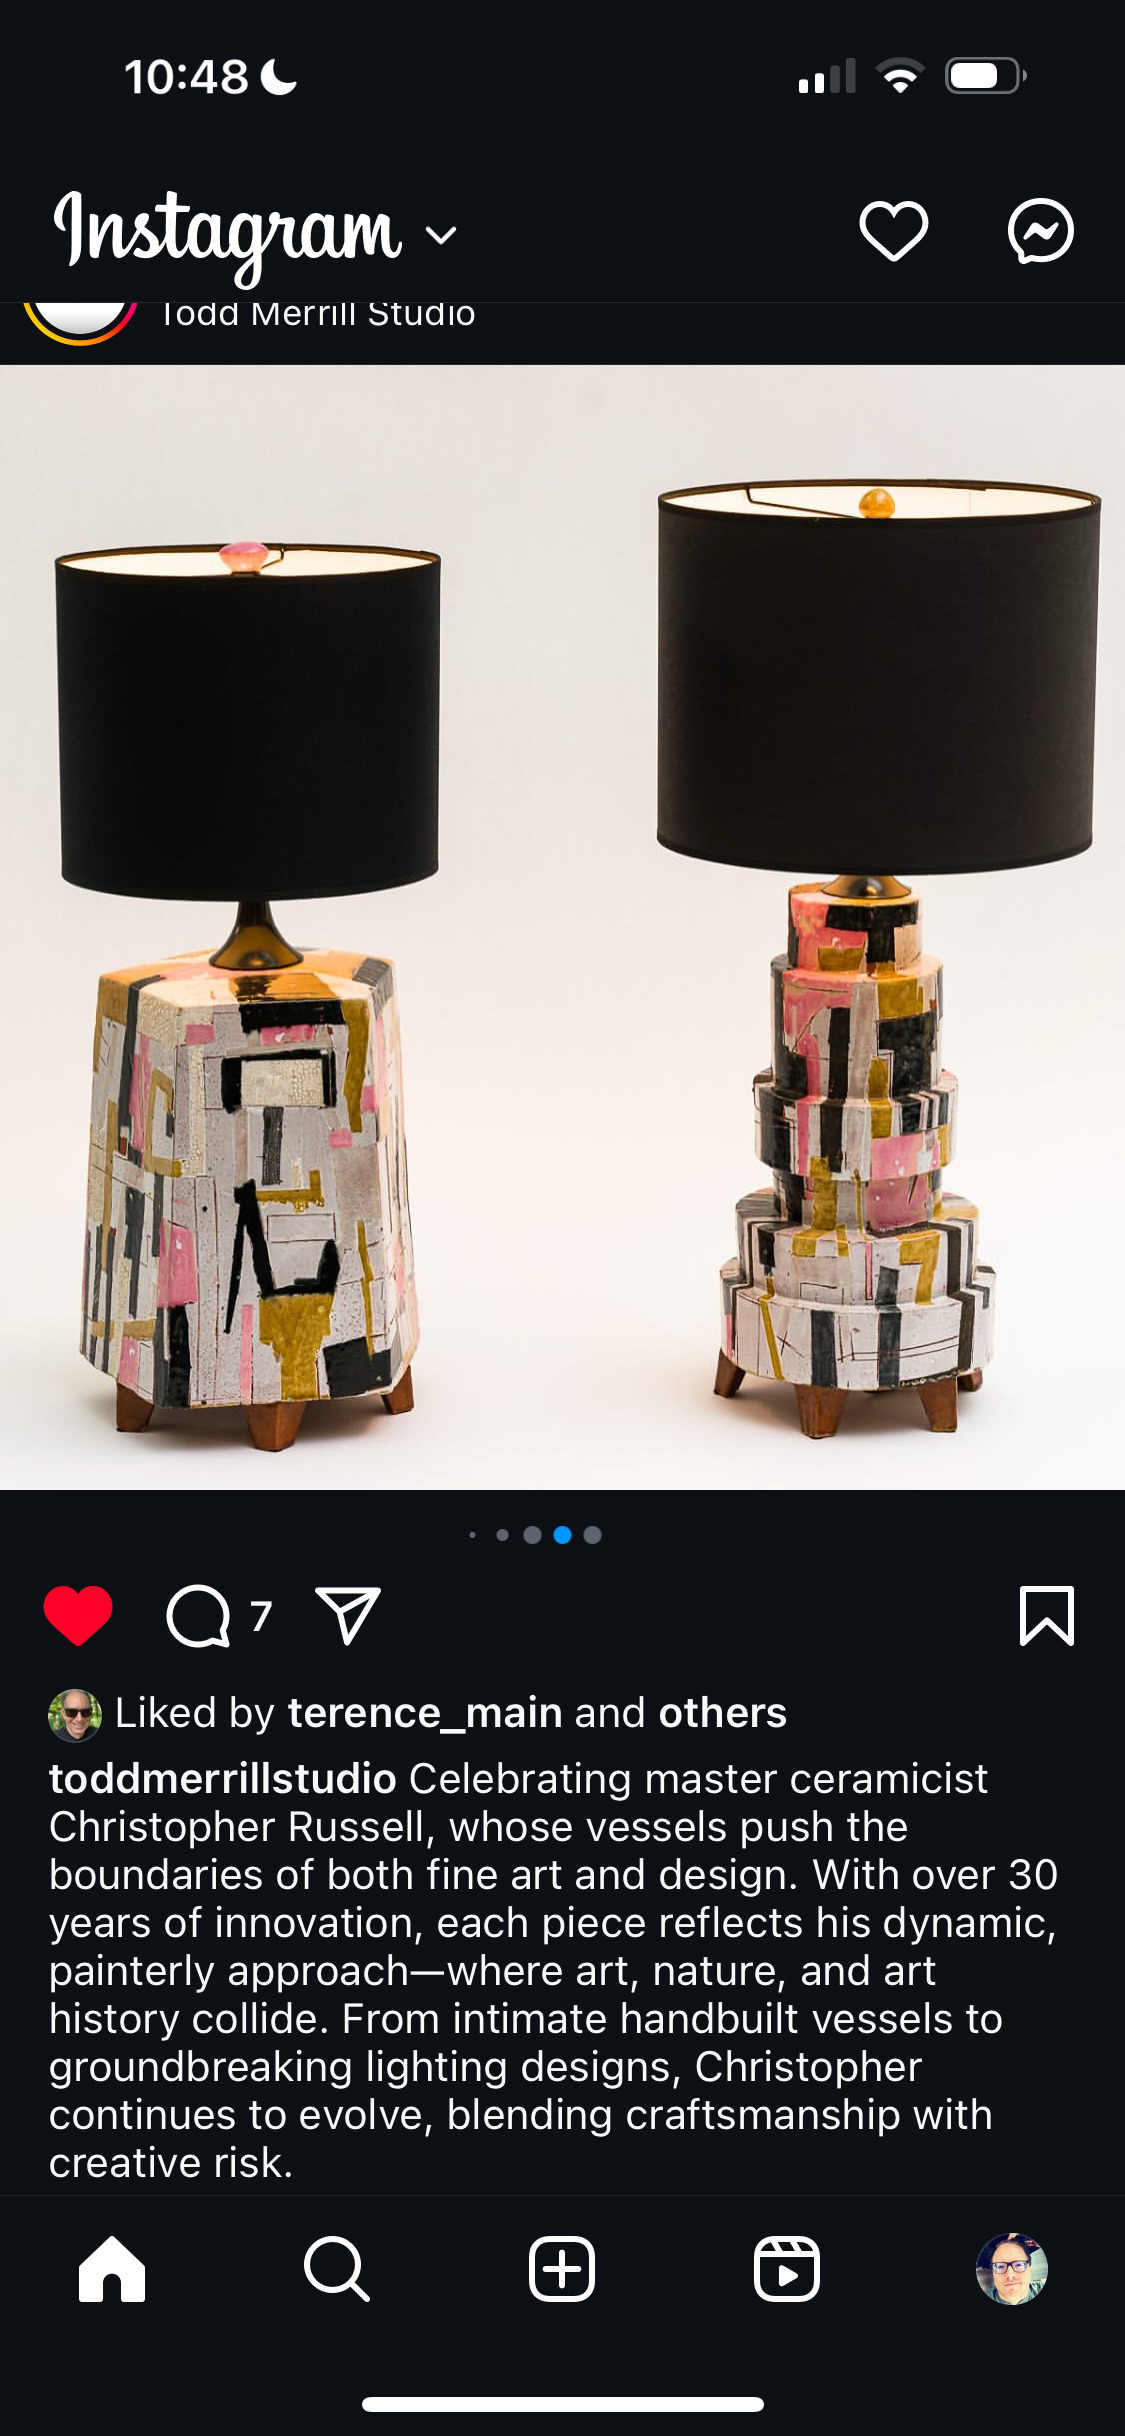 10:48
Instagram
Todd Merrill Studio
7
Liked by terence_main and others
toddmerrillstudio Celebrating master ceramicist
Christopher Russell, whose vessels push the
boundaries of both fine art and design. With over 30
years of innovation, each piece reflects his dynamic,
painterly approach—where art, nature, and art
history collide. From intimate handbuilt vessels to
groundbreaking lighting designs, Christopher
continues to evolve, blending craftsmanship with
creative risk.